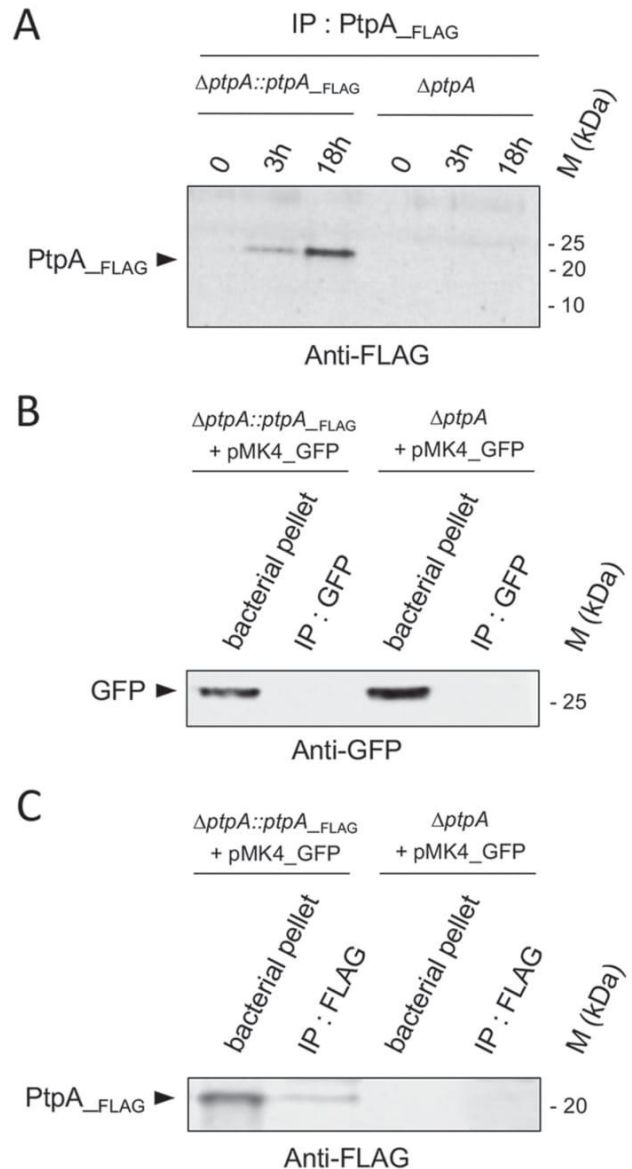 A
IP : PtpA_FLAG
ΔptpA::ptpA_FLAG ΔptpA
0 3h 18h 0 3h 18h M (kDa)
PtpA_FLAG
- 25
- 20
- 10
Anti-FLAG
B
ΔptpA::ptpA_FLAG ΔptpA
+ pMK4_GFP + pMK4_GFP
bacterial pellet IP : GFP bacterial pellet IP : GFP M (kDa)
GFP
- 25
Anti-GFP
C
ΔptpA::ptpA_FLAG ΔptpA
+ pMK4_GFP + pMK4_GFP
bacterial pellet IP : FLAG bacterial pellet IP : FLAG M (kDa)
PtpA_FLAG
- 20
Anti-FLAG